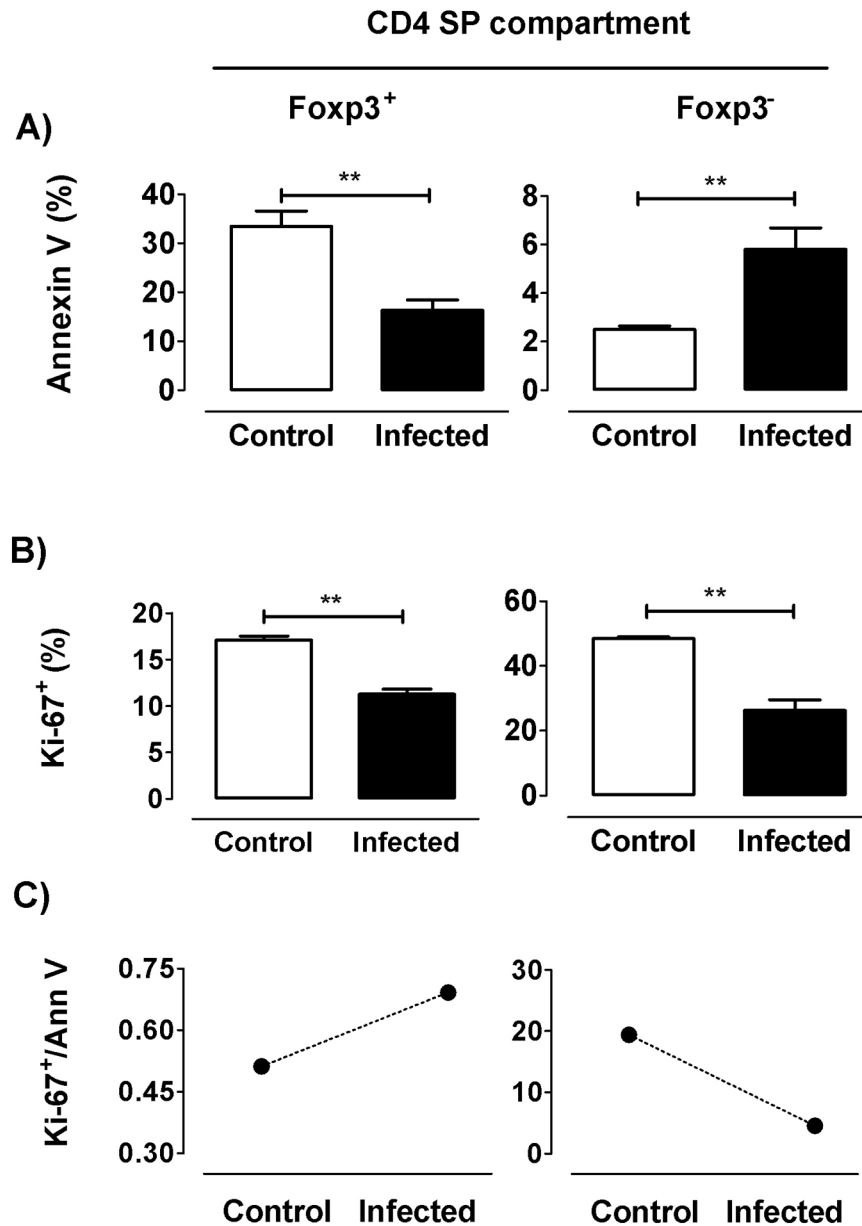 CD4 SP compartment
Foxp3+ Foxp3-
A)
Annexin V (%)
40
30
20
10
0
**
Control Infected
8
6
4
2
0
**
Control Infected
B)
Ki-67+ (%)
20
15
10
5
0
**
Control Infected
60
40
20
0
**
Control Infected
C)
Ki-67+/Ann V
0.75
0.60
0.45
0.30
Control Infected
30
20
10
0
Control Infected